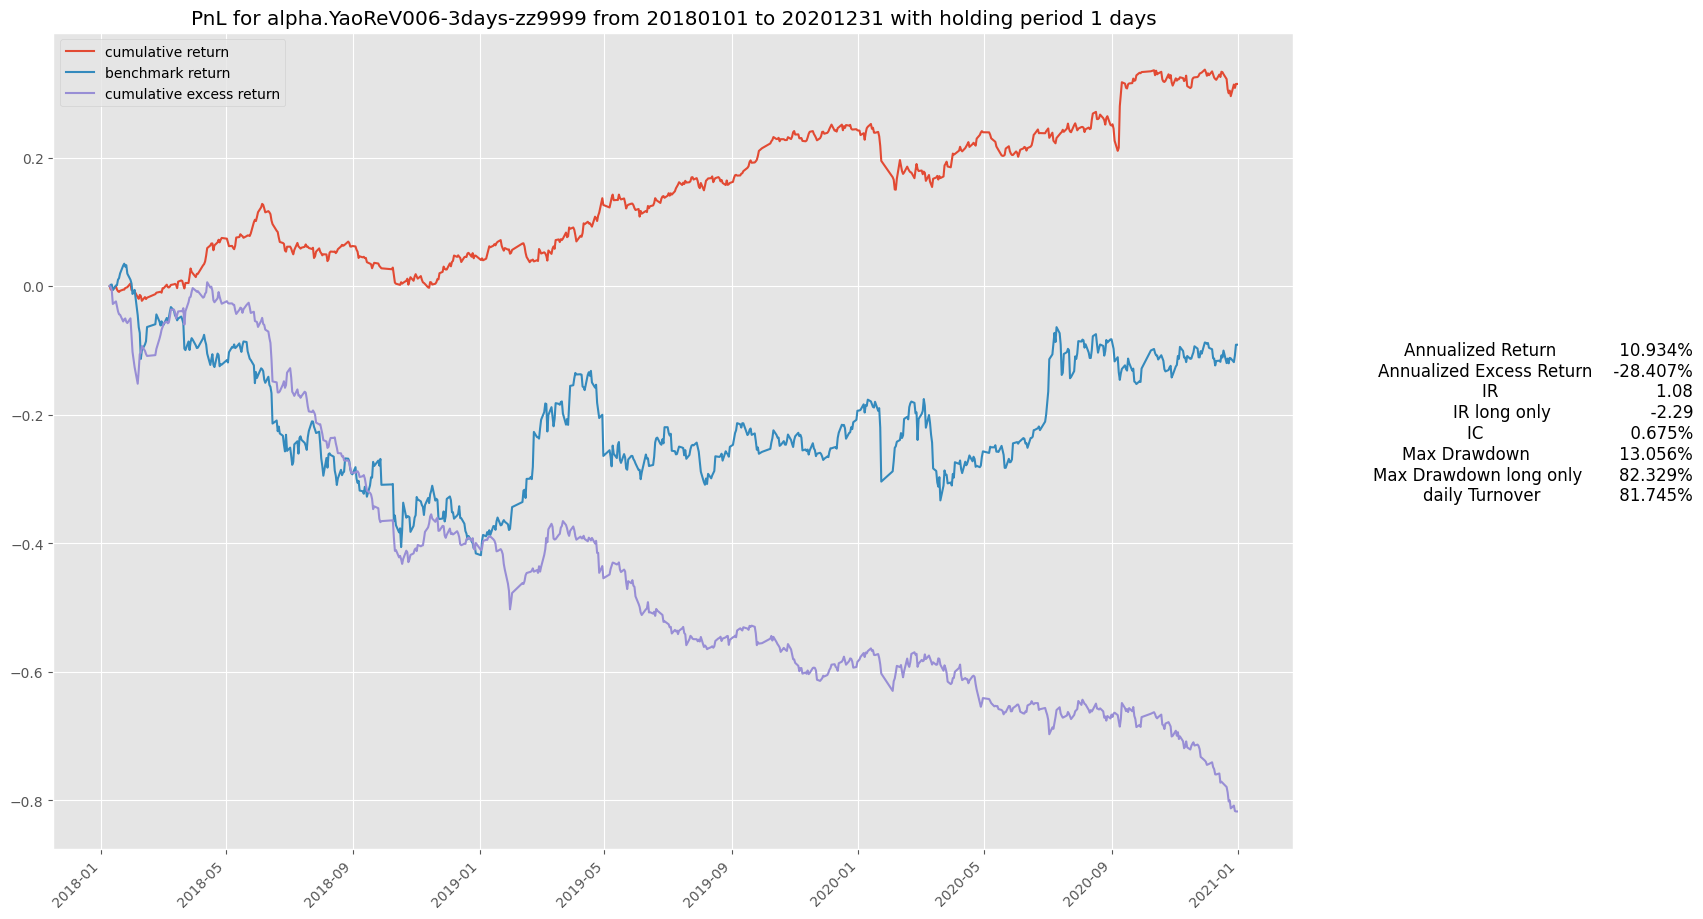 PnL for alpha.YaoReV006-3days-zz9999 from 20180101 to 20201231 with holding period 1 days
cumulative return
benchmark return
cumulative excess return
0.2
0.0
−0.2
−0.4
−0.6
−0.8
2018-01
2018-05
2018-09
2019-01
2019-05
2019-09
2020-01
2020-05
2020-09
2021-01
Annualized Return 10.934%
Annualized Excess Return -28.407%
IR 1.08
IR long only -2.29
IC 0.675%
Max Drawdown 13.056%
Max Drawdown long only 82.329%
daily Turnover 81.745%